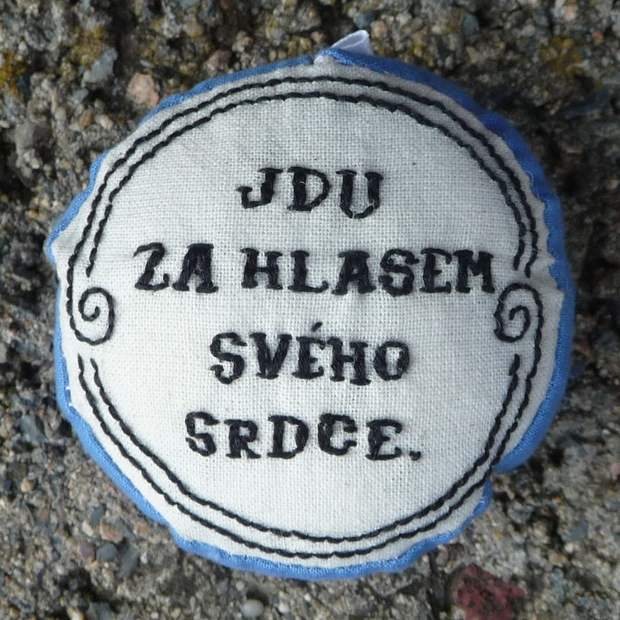 JDU
ZA HLASEM
SVÉHO
SRDCE.